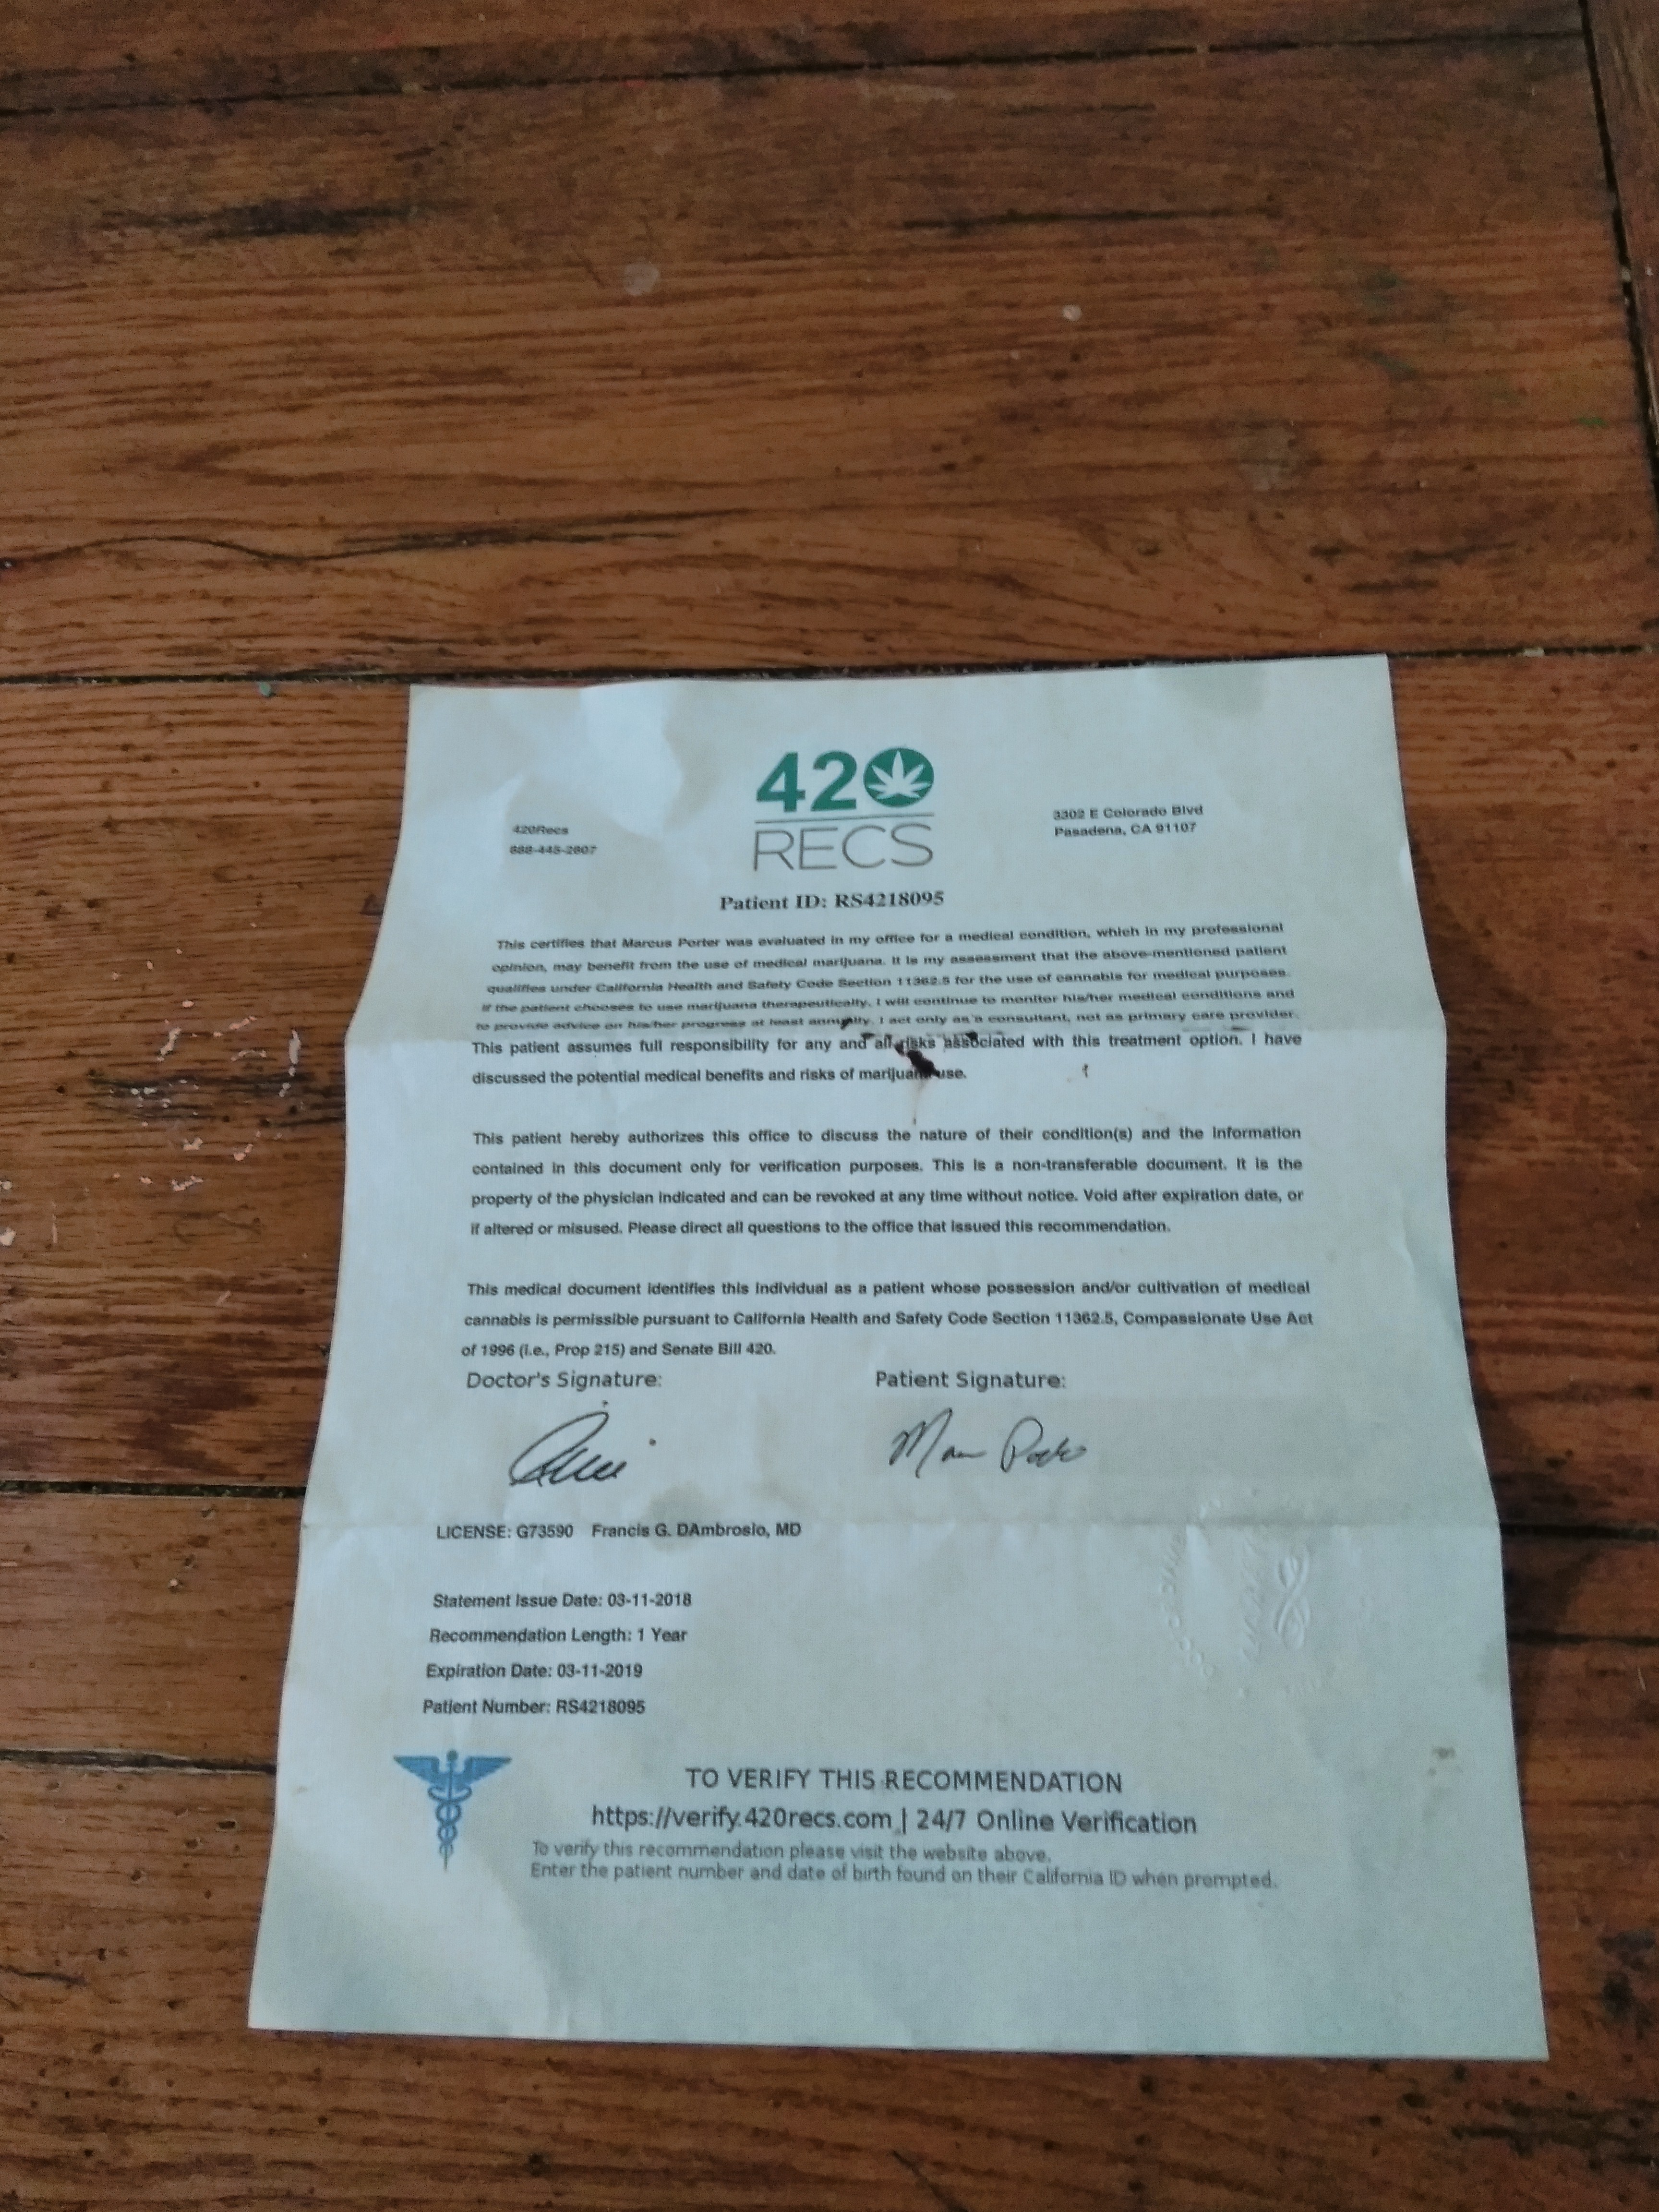 420
RECS
420Recs
888-445-2807
3302 E Colorado Blvd
Pasadena, CA 91107
Patient ID: RS4218095
This certifies that Marcus Porter was evaluated in my office for a medical condition, which in my professional
opinion, may benefit from the use of medical marijuana. It is my assessment that the above-mentioned patient
qualifies under California Health and Safety Code Section 11362.5 for the use of cannabie for medical purposes.
If the patient chooses to use marijuana therapeutically, I will continue to monitor his/her medical conditions and
to provide advice on his/her progress at least annually. I act only as a consultant, not as primary care provider.
This patient assumes full responsibility for any and all risks associated with this treatment option. I have
discussed the potential medical benefits and risks of marijuana use.
This patient hereby authorizes this office to discuss the nature of their condition(s) and the information
contained in this document only for verification purposes. This is a non-transferable document. It is the
property of the physician indicated and can be revoked at any time without notice. Void after expiration date, or
if altered or misused. Please direct all questions to the office that issued this recommendation.
This medical document identifies this individual as a patient whose possession and/or cultivation of medical
cannabis is permissible pursuant to California Health and Safety Code Section 11362.5, Compassionate Use Act
of 1996 (i.e., Prop 215) and Senate Bill 420.
Doctor's Signature: Patient Signature:
LICENSE: G73590 Francis G. DAmbrosio, MD
Statement Issue Date: 03-11-2018
Recommendation Length: 1 Year
Expiration Date: 03-11-2019
Patient Number: RS4218095
TO VERIFY THIS RECOMMENDATION
https://verify.420recs.com | 24/7 Online Verification
To verify this recommendation please visit the website above.
Enter the patient number and date of birth found on their California ID when prompted.